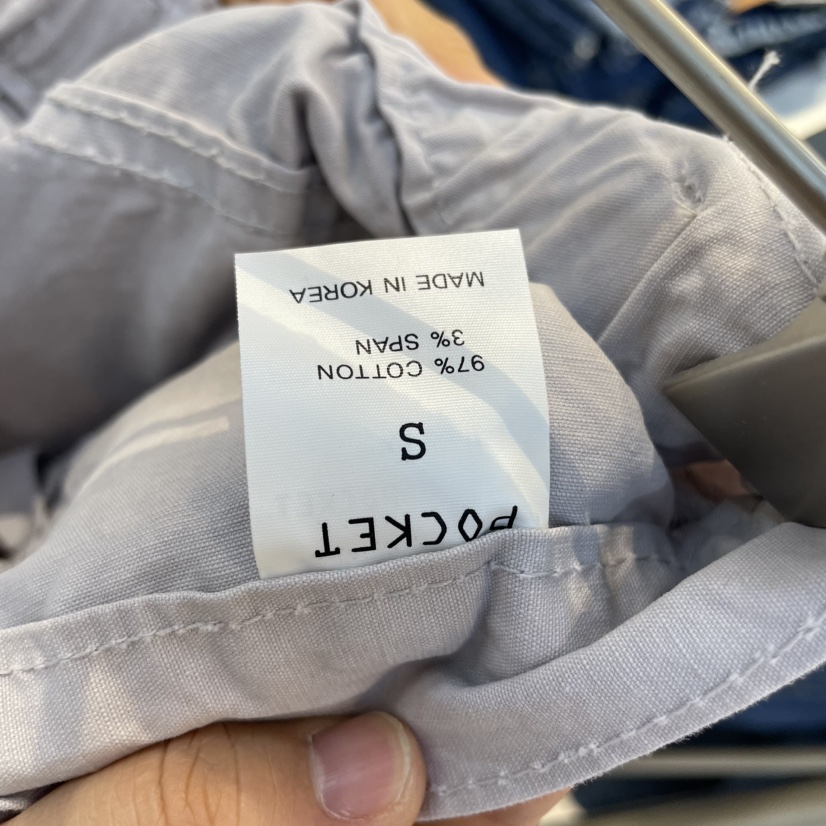 POCKET
S
97% COTTON
3% SPAN
MADE IN KOREA